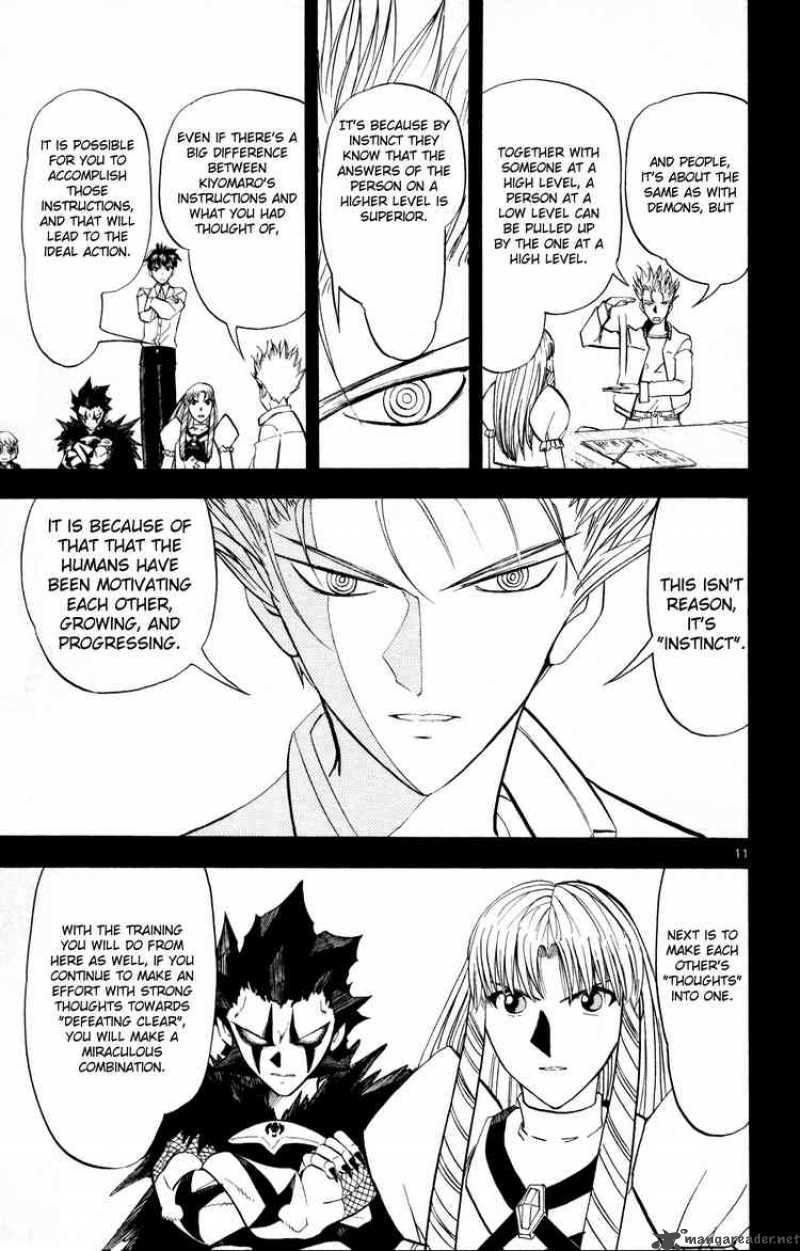 AND PEOPLE,
IT'S ABOUT THE
SAME AS WITH
DEMONS, BUT
TOGETHER WITH
SOMEONE AT A
HIGH LEVEL, A
PERSON AT A
LOW LEVEL CAN
BE PULLED UP
BY THE ONE AT A
HIGH LEVEL.
IT'S BECAUSE BY
INSTINCT THEY
KNOW THAT THE
ANSWERS OF THE
PERSON ON A
HIGHER LEVEL IS
SUPERIOR.
EVEN IF THERE'S A
BIG DIFFERENCE
BETWEEN
KIYOMARO'S
INSTRUCTIONS AND
WHAT YOU HAD
THOUGHT OF,
IT IS POSSIBLE
FOR YOU TO
ACCOMPLISH
THOSE
INSTRUCTIONS,
AND THAT WILL
LEAD TO THE
IDEAL ACTION.
THIS ISN'T
REASON,
IT'S
"INSTINCT".
IT IS BECAUSE OF
THAT THAT THE
HUMANS HAVE
BEEN MOTIVATING
EACH OTHER,
GROWING, AND
PROGRESSING.
11
NEXT IS TO
MAKE EACH
OTHER'S
"THOUGHTS"
INTO ONE.
WITH THE TRAINING
YOU WILL DO FROM
HERE AS WELL, IF YOU
CONTINUE TO MAKE AN
EFFORT WITH STRONG
THOUGHTS TOWARDS
"DEFEATING CLEAR",
YOU WILL MAKE A
MIRACULOUS
COMBINATION.
mangareader.net